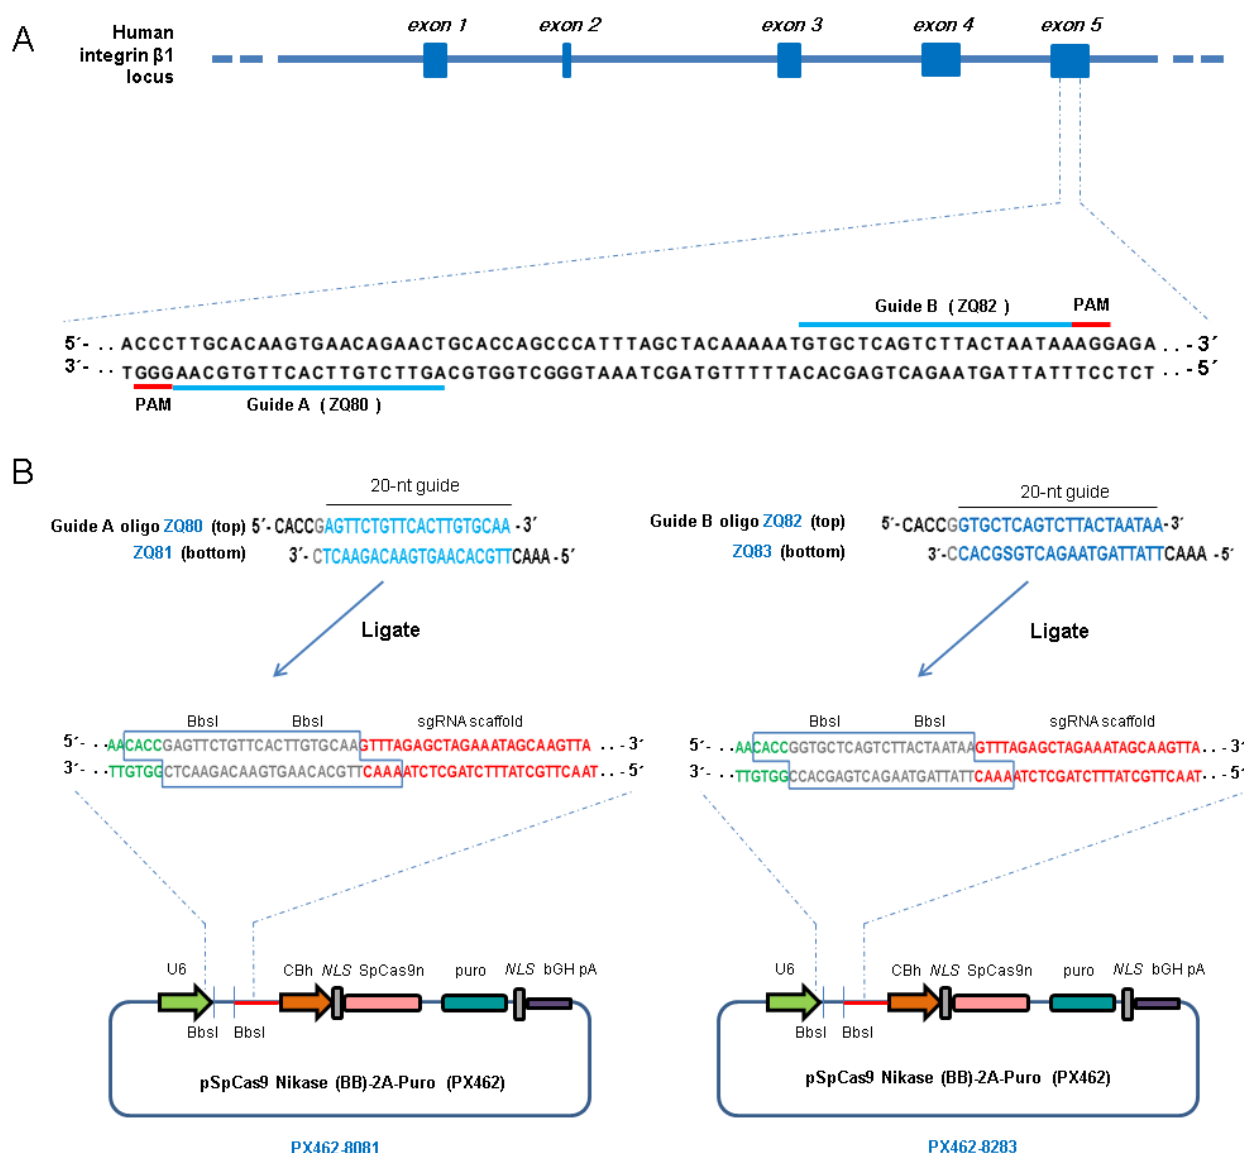 A
Human
integrin β1
locus
exon 1 exon 2 exon 3 exon 4 exon 5
Guide B ( ZQ82 ) PAM
5´- . . ACCCTTGCACAAGTGAACAGAACTGCACCAGCCCATTTAGCTACAAAAATGTGCTCAGTCTTACTAATAAAGGAGA . . - 3´
3´- . . TGGGAACGTGTTCACTTGTCTTGACGTGGTCGGGTAAATCGATGTTTTTACACGAGTCAGAATGATTATTTCCTCT . . - 5´
PAM Guide A ( ZQ80 )
B
20-nt guide
Guide A oligo ZQ80 (top) 5´-CACCGAGTTCTGTTCACTTGTGCAA -3´
ZQ81 (bottom) 3´- CTCAAGACAAGTGAACACGTTCAAA -5´
20-nt guide
Guide B oligo ZQ82 (top) 5´-CACCGGTGCTCAGTCTTACTAATAA-3´
ZQ83 (bottom) 3´-CCACGSGTCAGAATGATTATTCAAA -5´
Ligate
Ligate
BbsI BbsI sgRNA scaffold
5´- . . . AACACCGAGTTCTGTTCACTTGTGCAAGTTTAGAGCTAGAAATAGCAAGTTA . . . - 3´
3´- . . . TTGTGGCTCAAGACAAGTGAACACGTTCAAAATCTCGATCTTTATCGTTCAAT . . . - 5´
BbsI BbsI sgRNA scaffold
5´- . . . AACACCGGTGCTCAGTCTTACTAATAAGTTTAGAGCTAGAAATAGCAAGTTA . . . - 3´
3´- . . . TTGTGGCCACGAGTCAGAATGATTATTCAAAATCTCGATCTTTATCGTTCAAT . . . - 5´
U6 CBh NLS SpCas9n puro NLS bGH pA
BbsI BbsI
pSpCas9 Nikase (BB)-2A-Puro (PX462)
PX462-8081
U6 CBh NLS SpCas9n puro NLS bGH pA
BbsI BbsI
pSpCas9 Nikase (BB)-2A-Puro (PX462)
PX462-8283